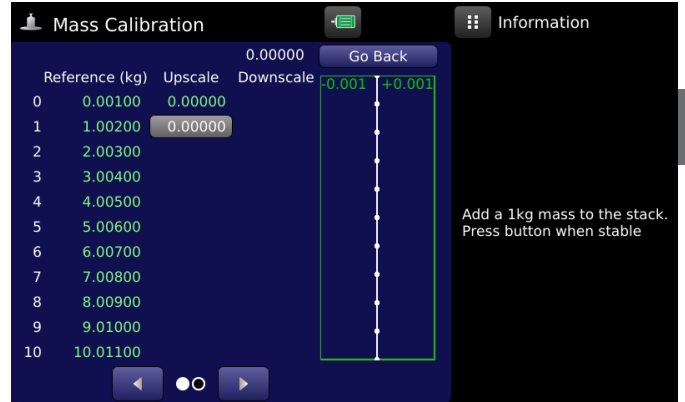 Mass Calibration
Information
0.00000 Go Back
Reference (kg) Upscale Downscale -0.001 +0.001
0 0.00100 0.00000
1 1.00200 0.00000
2 2.00300
3 3.00400
4 4.00500
5 5.00600
6 6.00700
7 7.00800
8 8.00900
9 9.01000
10 10.01100
Add a 1kg mass to the stack.
Press button when stable